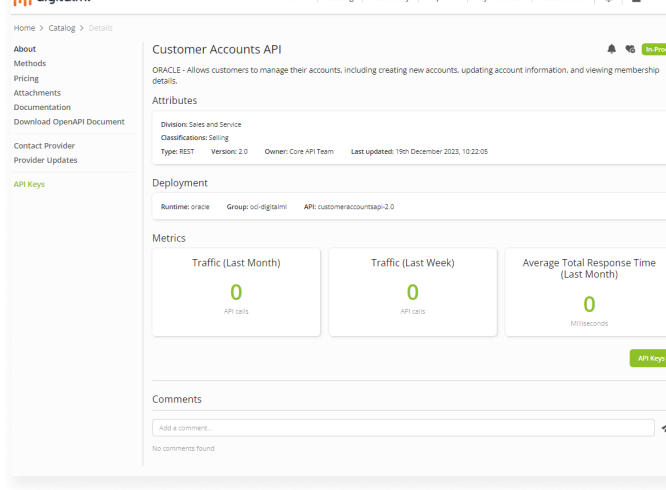 Home > Catalog > Details
About
Methods
Pricing
Attachments
Documentation
Download OpenAPI Document
Contact Provider
Provider Updates
API Keys
Customer Accounts API
ORACLE - Allows customers to manage their accounts, including creating new accounts, updating account information, and viewing membership
details.
Attributes
Division: Sales and Service
Classifications: Selling
Type: REST Version: 2.0 Owner: Core API Team Last updated: 19th December 2023, 10:22:05
Deployment
Runtime: oracle Group: oci-digitalml API: customeraccountsapi-2.0
Metrics
Traffic (Last Month)
0
API calls
Traffic (Last Week)
0
API calls
Average Total Response Time
(Last Month)
0
Milliseconds
API Keys
Comments
Add a comment...
No comments found